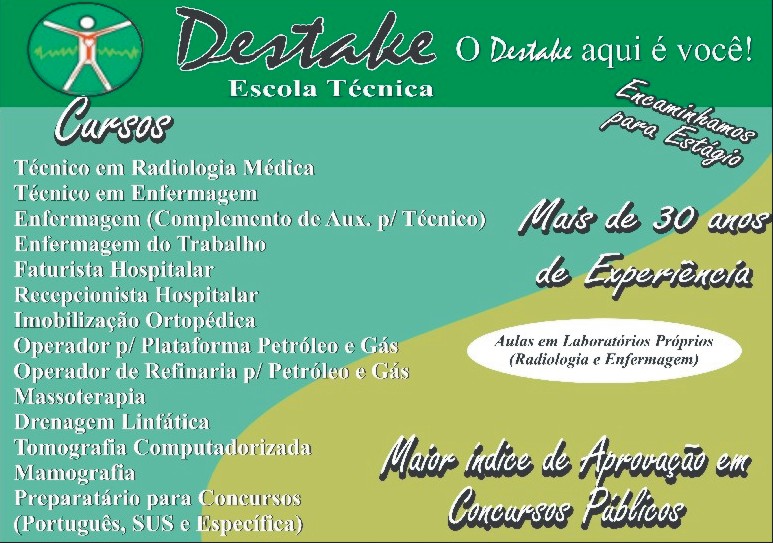 Destake
Escola Técnica
O Destake aqui é você!
Encaminhamos
para Estágio
Cursos
Técnico em Radiologia Médica
Técnico em Enfermagem
Enfermagem (Complemento de Aux. p/ Técnico)
Enfermagem do Trabalho
Faturista Hospitalar
Recepcionista Hospitalar
Imobilização Ortopédica
Operador p/ Plataforma Petróleo e Gás
Operador de Refinaria p/ Petróleo e Gás
Massoterapia
Drenagem Linfática
Tomografia Computadorizada
Mamografia
Preparatário para Concursos
(Português, SUS e Específica)
Mais de 30 anos
de Experiência
Aulas em Laboratórios Próprios
(Radiologia e Enfermagem)
Maior índice de Aprovação em
Concursos Públicos